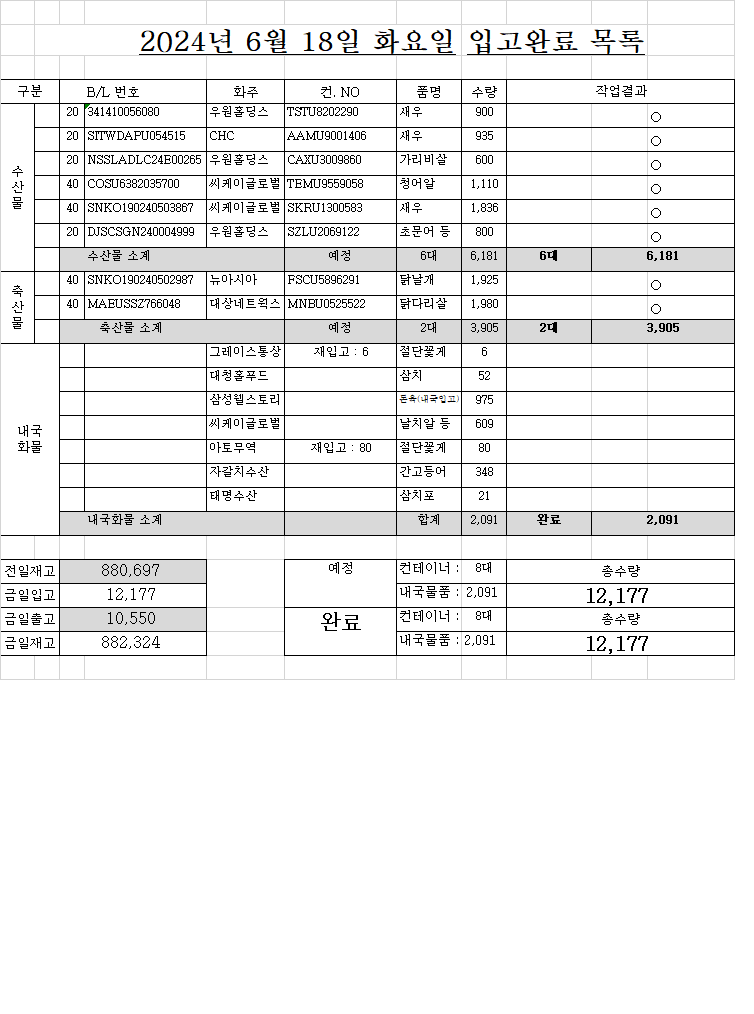 2024년 6월 18일 화요일 입고완료 목록
구분 B/L 번호 화주 컨. NO 품명 수량 작업결과
수산물
20 341410056080 우원홀딩스 TSTU8202290 새우 900 ○
20 SITWDAPU054515 CHC AAMU9001406 새우 935 ○
20 NSSLADLC24E00265 우원홀딩스 CAXU3009860 가리비살 600 ○
40 COSU6382035700 씨케이글로벌 TEMU9559058 청어알 1,110 ○
40 SNKO190240503867 씨케이글로벌 SKRU1300583 새우 1,836 ○
20 DJSCSGN240004999 우원홀딩스 SZLU2069122 초문어 등 800 ○
수산물 소계 예정 6대 6,181 6대 6,181
축산물
40 SNKO190240502987 뉴아시아 FSCU5896291 닭날개 1,925 ○
40 MAEUSSZ766048 대상네트웍스 MNBU0525522 닭다리살 1,980 ○
축산물 소계 예정 2대 3,905 2대 3,905
내국화물
그레이스통상 재입고 : 6 절단꽃게 6
대청홀푸드 삼치 52
삼성웰스토리 돈육(내국입고) 975
씨케이글로벌 날치알 등 609
아토무역 재입고 : 80 절단꽃게 80
자갈치수산 간고등어 348
태명수산 삼치포 21
내국화물 소계 합계 2,091 완료 2,091
전일재고 880,697 예정 컨테이너 : 8대 총수량
금일입고 12,177 내국물품 : 2,091 12,177
금일출고 10,550 완료 컨테이너 : 8대 총수량
금일재고 882,324 내국물품 : 2,091 12,177